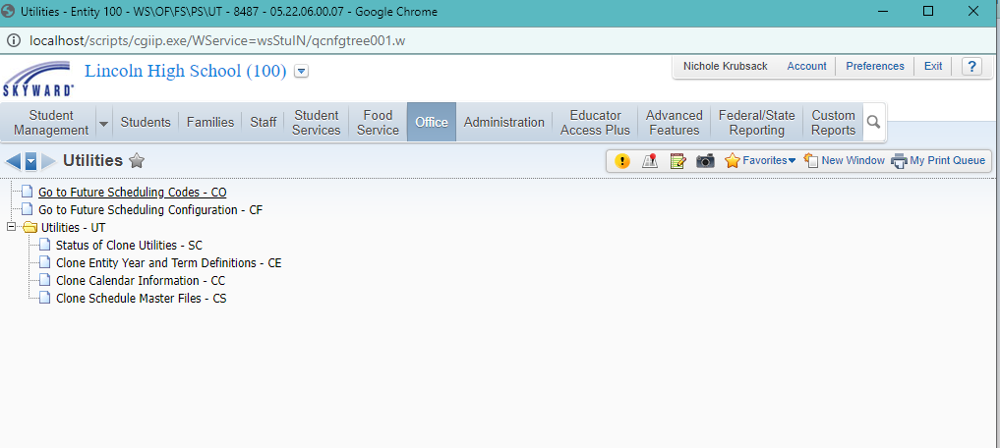 Utilities - Entity 100 - WS\OF\FS\PS\UT - 8487 - 05.22.06.00.07 - Google Chrome
localhost/scripts/cgiip.exe/WService=wsStuIN/qcnfgtree001.w
SKYWARD
Lincoln High School (100)
Nichole Krubsack Account Preferences Exit ?
Student Management Students Families Staff Student Services Food Service Office Administration Educator Access Plus Advanced Features Federal/State Reporting Custom Reports
Utilities Favorites New Window My Print Queue
Go to Future Scheduling Codes - CO
Go to Future Scheduling Configuration - CF
Utilities - UT
Status of Clone Utilities - SC
Clone Entity Year and Term Definitions - CE
Clone Calendar Information - CC
Clone Schedule Master Files - CS